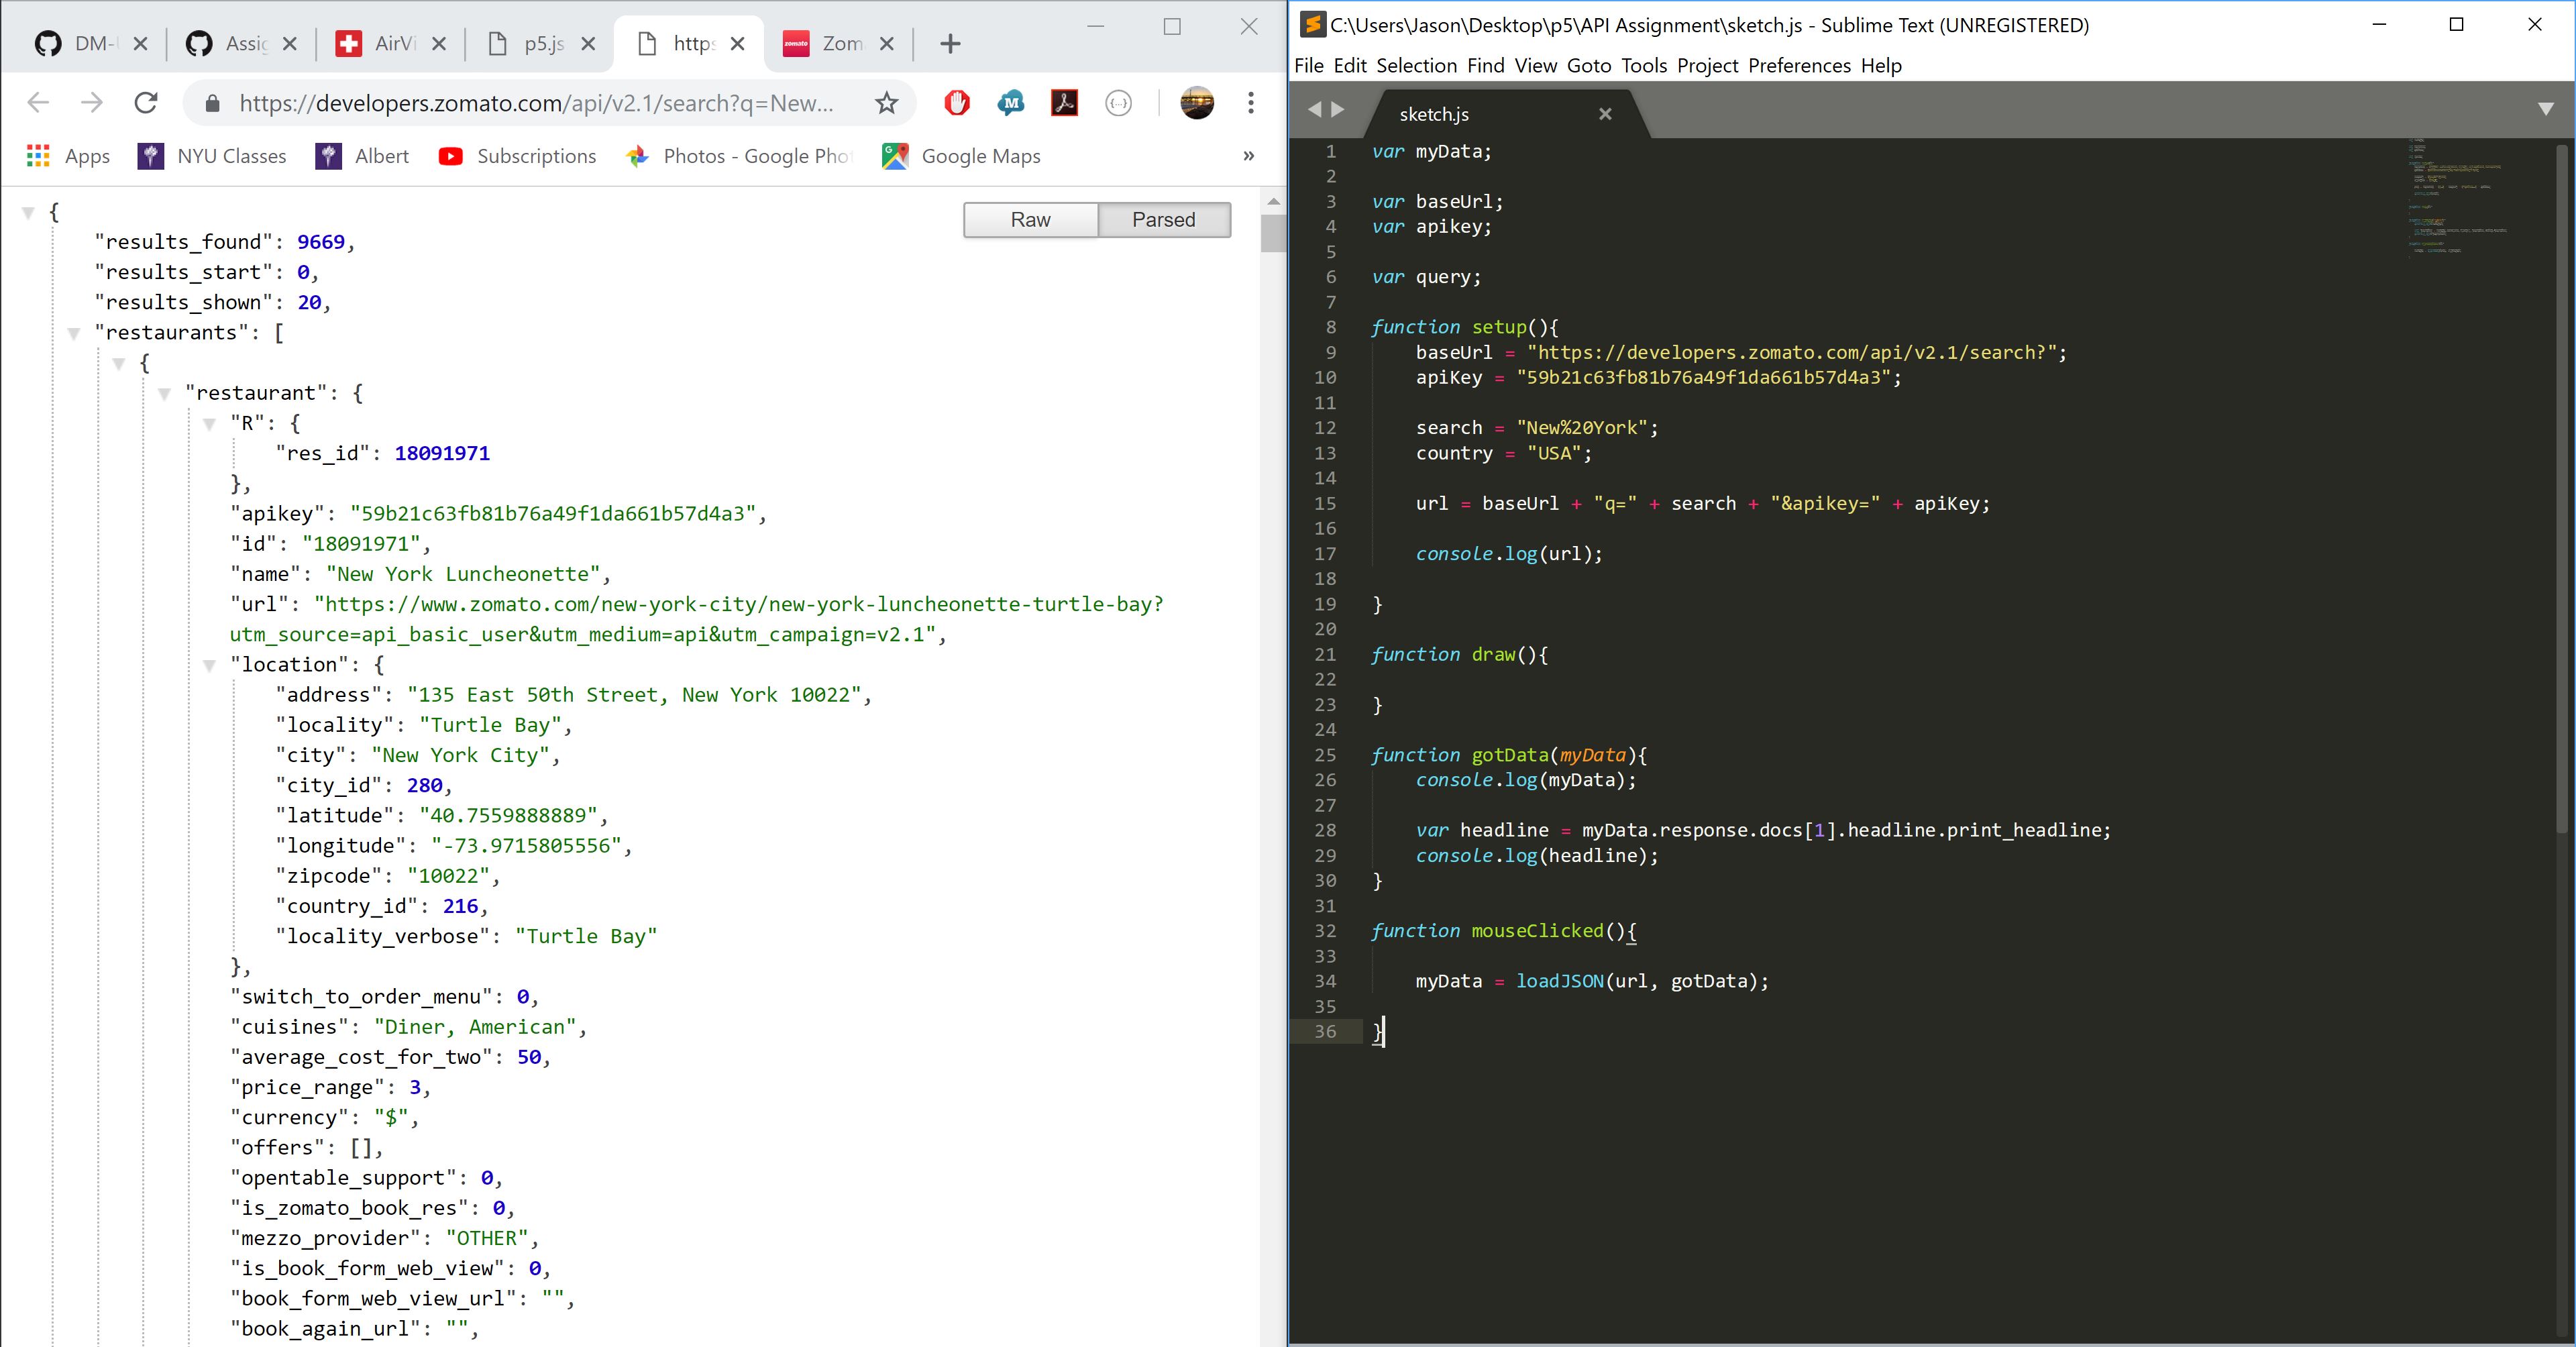 DM-
Assig
AirVi
p5.js
https
zomato
Zom
https://developers.zomato.com/api/v2.1/search?q=New...
Apps
NYU Classes
Albert
Subscriptions
Photos - Google Pho
Google Maps
»
Raw
Parsed
{
"results_found": 9669,
"results_start": 0,
"results_shown": 20,
"restaurants": [
{
"restaurant": {
"R": {
"res_id": 18091971
},
"apikey": "59b21c63fb81b76a49f1da661b57d4a3",
"id": "18091971",
"name": "New York Luncheonette",
"url": "https://www.zomato.com/new-york-city/new-york-luncheonette-turtle-bay?
utm_source=api_basic_user&utm_medium=api&utm_campaign=v2.1",
"location": {
"address": "135 East 50th Street, New York 10022",
"locality": "Turtle Bay",
"city": "New York City",
"city_id": 280,
"latitude": "40.7559888889",
"longitude": "-73.9715805556",
"zipcode": "10022",
"country_id": 216,
"locality_verbose": "Turtle Bay"
},
"switch_to_order_menu": 0,
"cuisines": "Diner, American",
"average_cost_for_two": 50,
"price_range": 3,
"currency": "$",
"offers": [],
"opentable_support": 0,
"is_zomato_book_res": 0,
"mezzo_provider": "OTHER",
"is_book_form_web_view": 0,
"book_form_web_view_url": "",
"book_again_url": "",
C:\Users\Jason\Desktop\p5\API Assignment\sketch.js - Sublime Text (UNREGISTERED)
File Edit Selection Find View Goto Tools Project Preferences Help
sketch.js
1 var myData;
2
3 var baseUrl;
4 var apikey;
5
6 var query;
7
8 function setup(){
9 baseUrl = "https://developers.zomato.com/api/v2.1/search?";
10 apiKey = "59b21c63fb81b76a49f1da661b57d4a3";
11
12 search = "New%20York";
13 country = "USA";
14
15 url = baseUrl + "q=" + search + "&apikey=" + apiKey;
16
17 console.log(url);
18
19 }
20
21 function draw(){
22
23 }
24
25 function gotData(myData){
26 console.log(myData);
27
28 var headline = myData.response.docs[1].headline.print_headline;
29 console.log(headline);
30 }
31
32 function mouseClicked(){
33
34 myData = loadJSON(url, gotData);
35
36 }